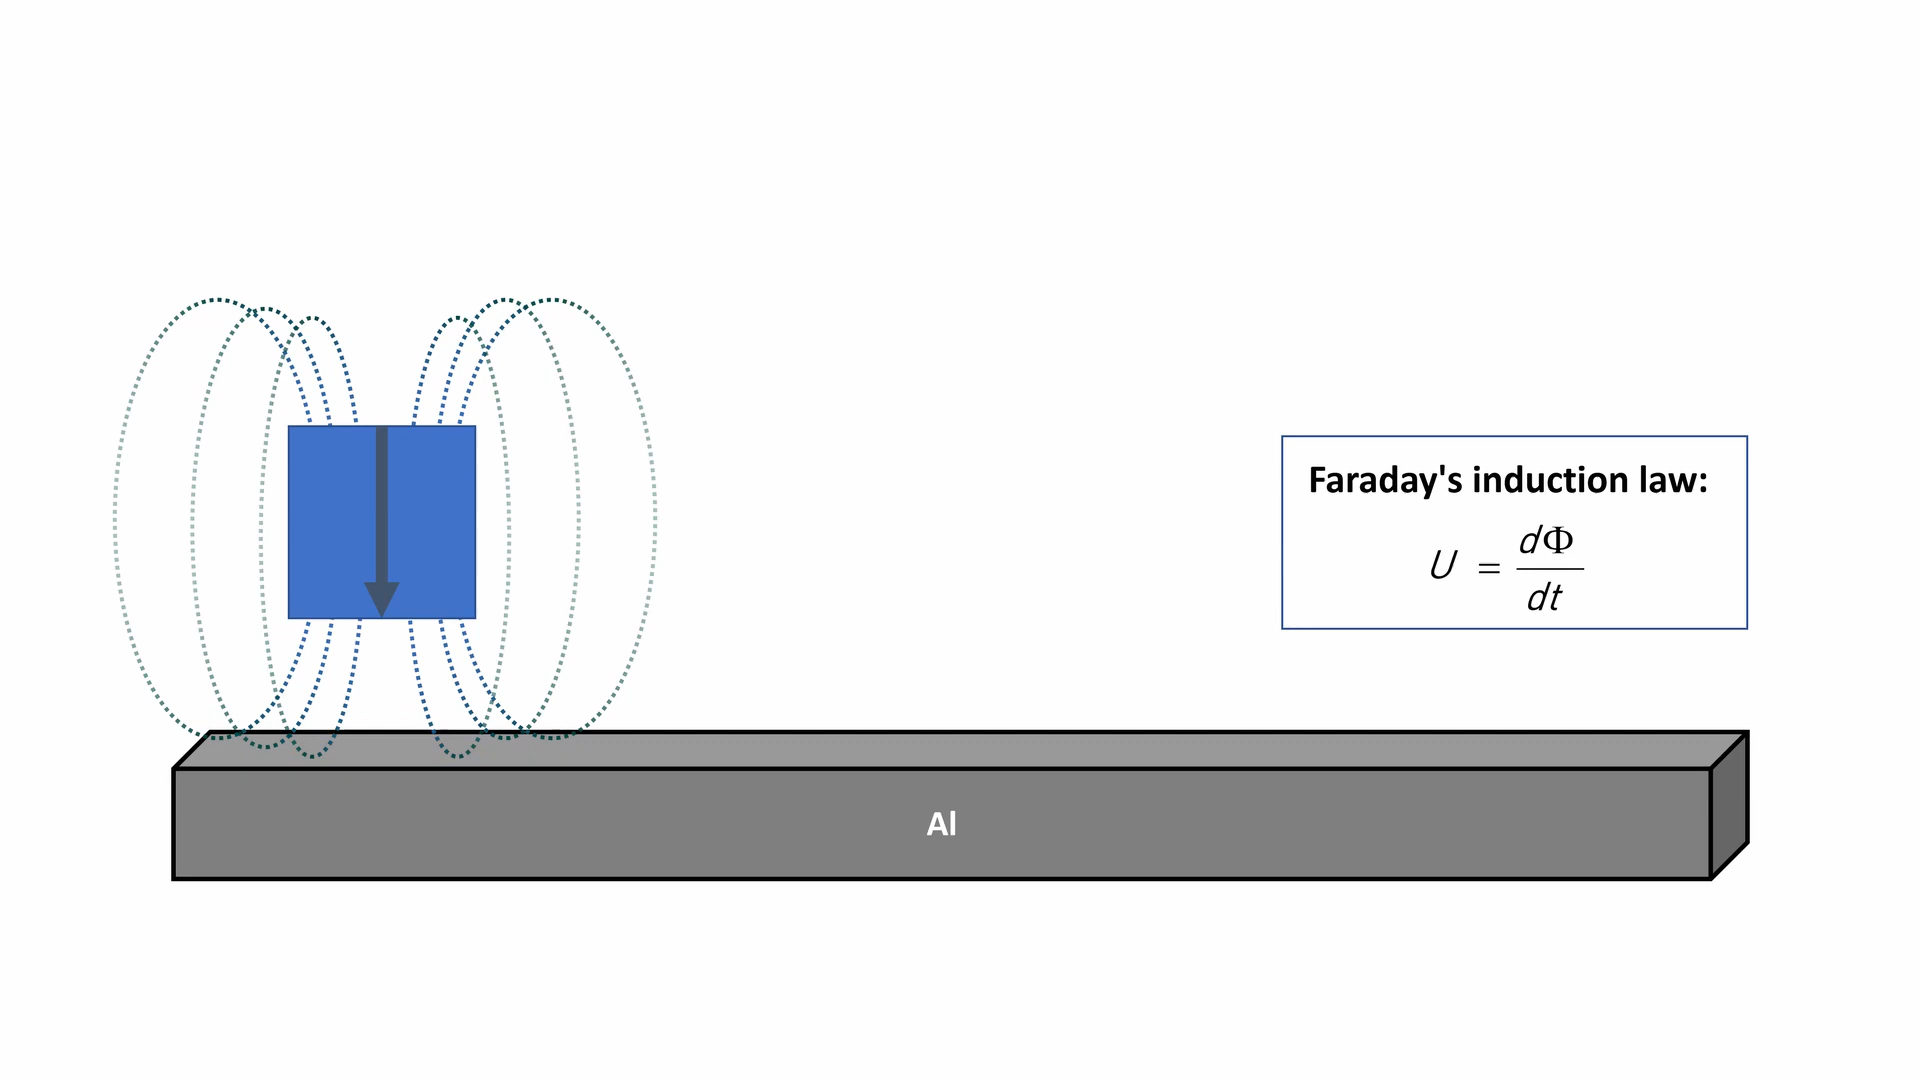 Faraday's induction law:
U = dΦ/dt
Al